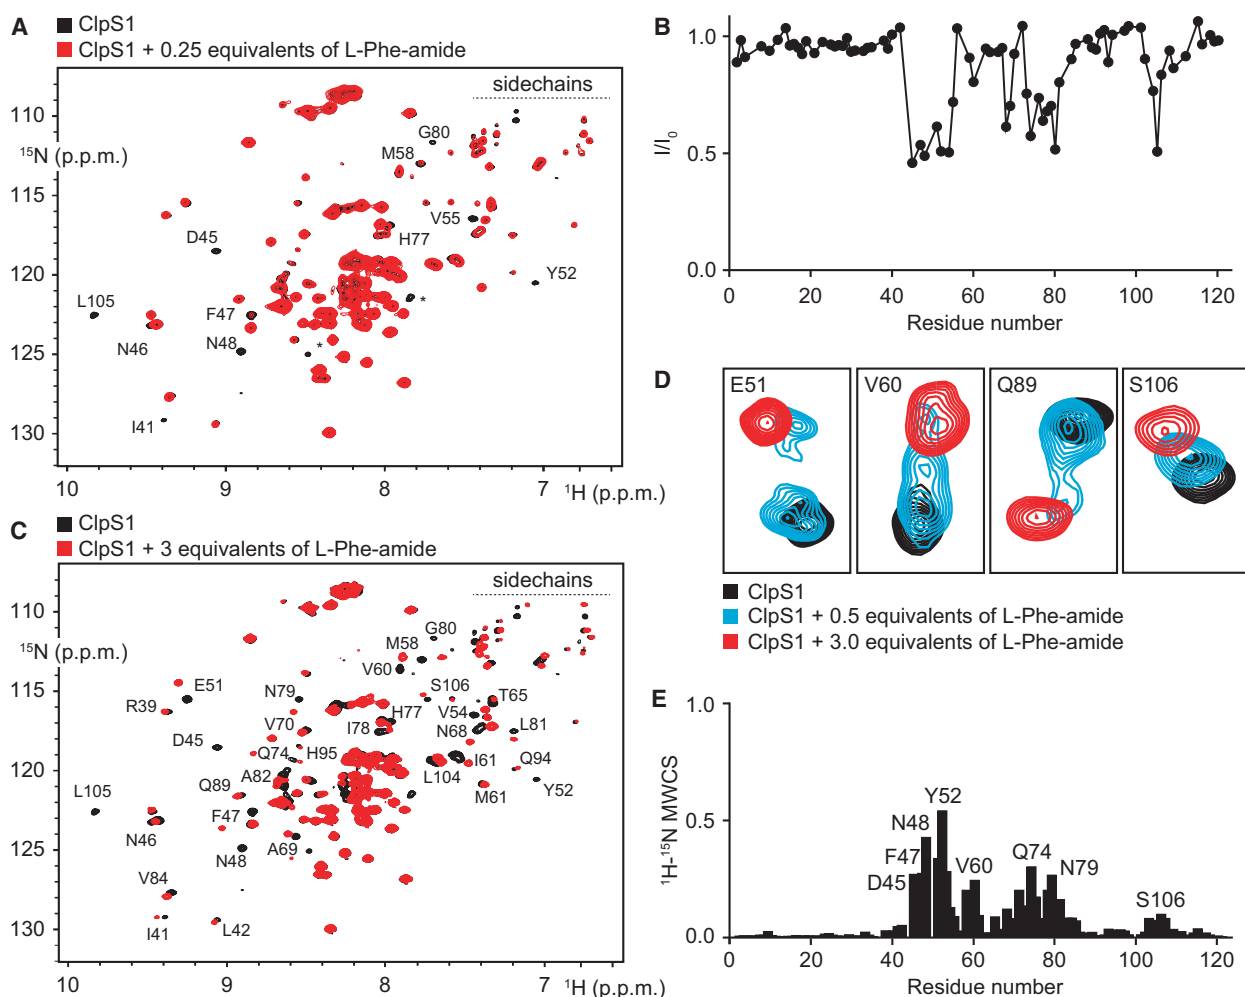 A
ClpS1
ClpS1 + 0.25 equivalents of L-Phe-amide
sidechains
110
115
120
125
130
15N (p.p.m.)
G80
M58
V55
D45
H77
Y52
L105
F47
*
N46
N48
*
I41
10 9 8 7
1H (p.p.m.)
B
I/I0
1.0
0.5
0.0
0 20 40 60 80 100 120
Residue number
C
ClpS1
ClpS1 + 3 equivalents of L-Phe-amide
sidechains
110
115
120
125
130
15N (p.p.m.)
G80
M58
V60
E51
N79
S106
T65
R39
H77
V54
V70
I78
N68
L81
D45
Q74
H95
I61
Q94
A82
L104
Q89
M61
Y52
L105
F47
N46
N48
A69
V84
I41
L42
10 9 8 7
1H (p.p.m.)
D
E51
V60
Q89
S106
ClpS1
ClpS1 + 0.5 equivalents of L-Phe-amide
ClpS1 + 3.0 equivalents of L-Phe-amide
E
1H-15N MWCS
1.0
0.5
0.0
Y52
N48
F47
D45
V60
Q74
N79
S106
0 20 40 60 80 100 120
Residue number